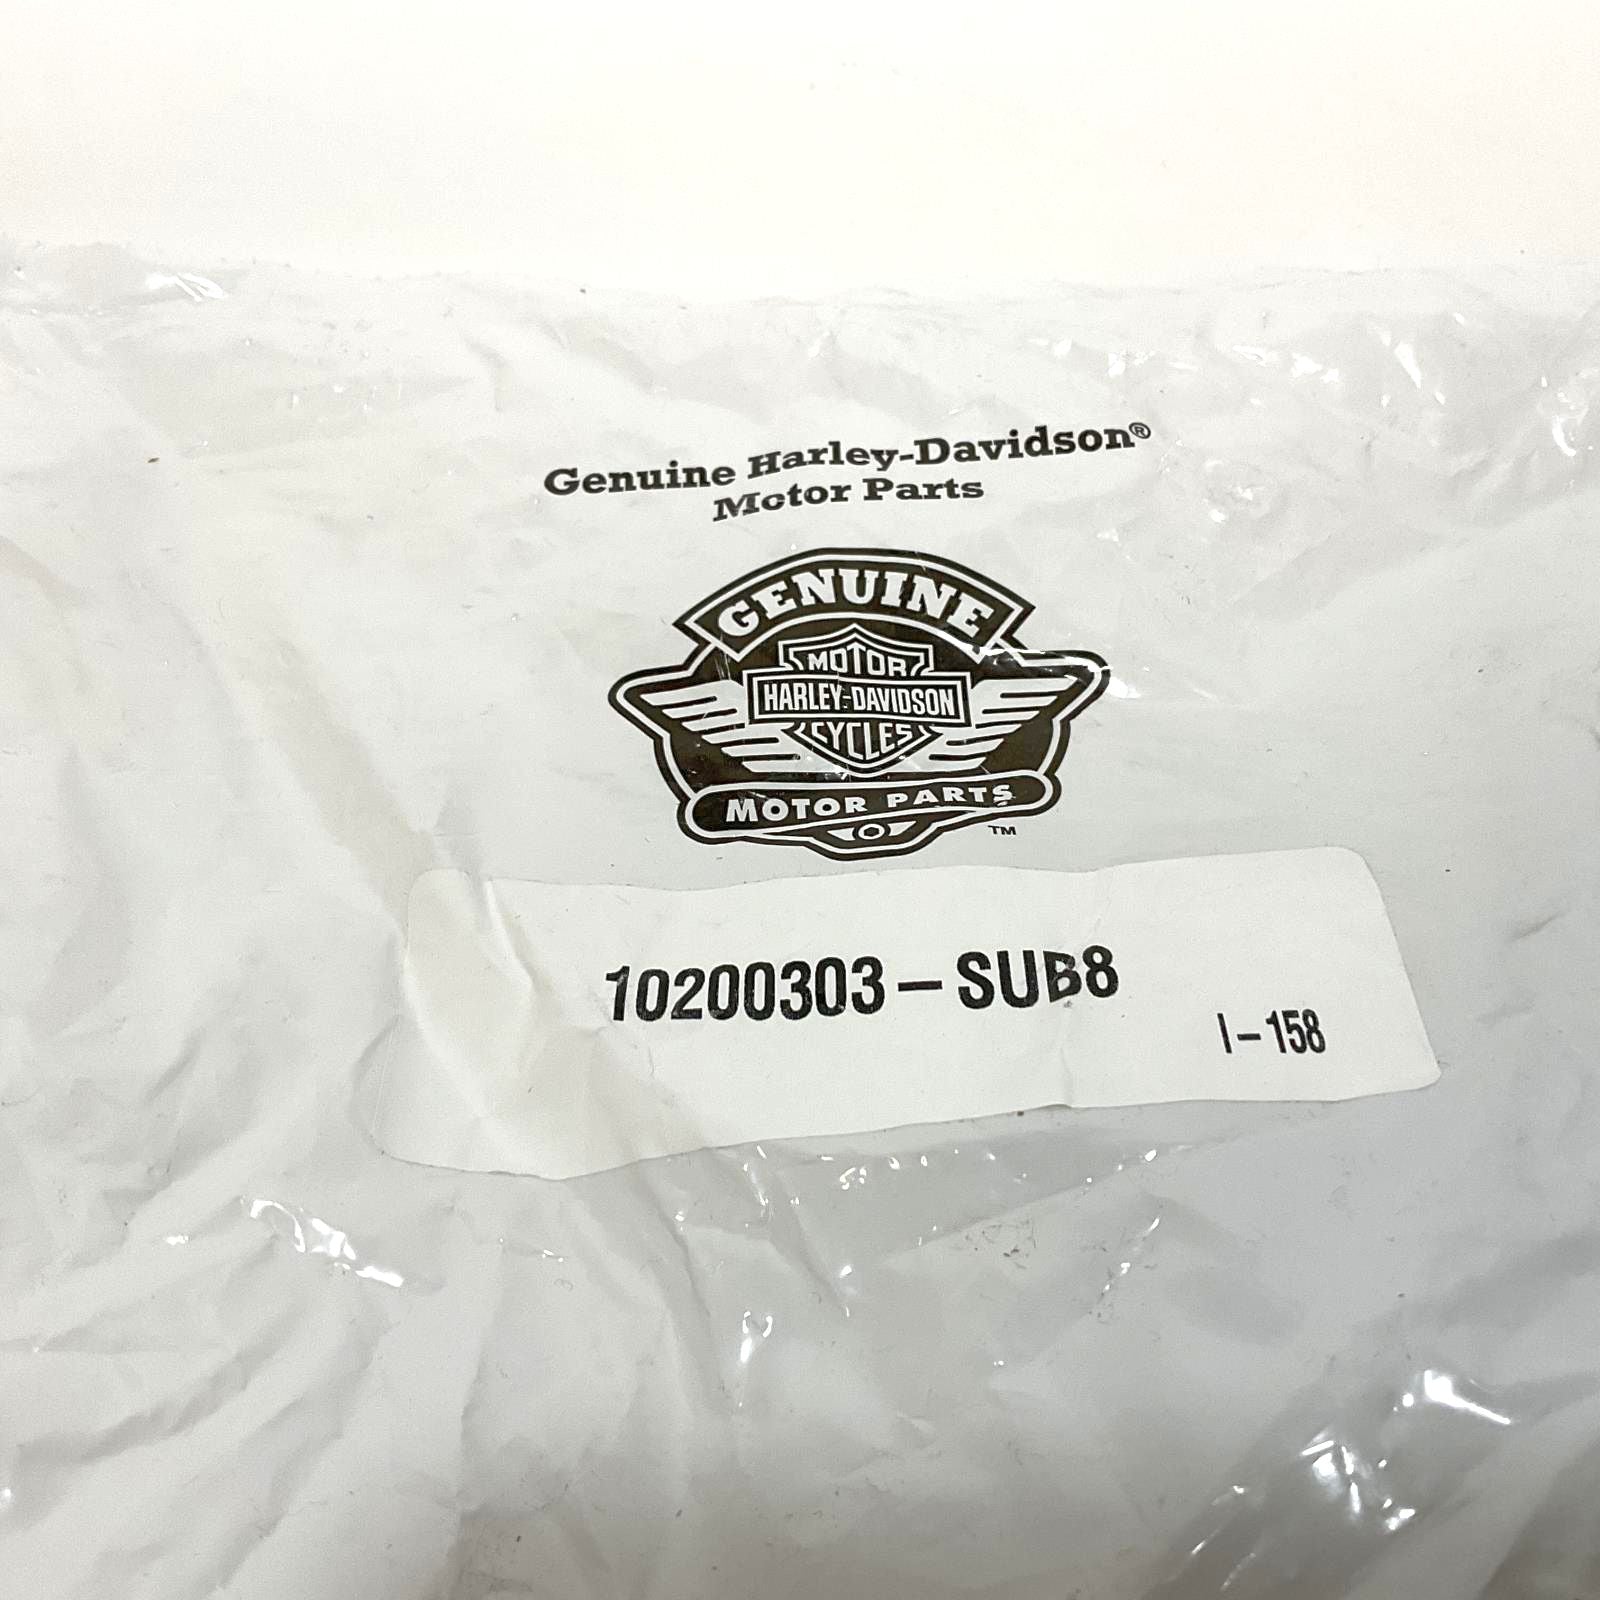 Genuine Harley-Davidson®
Motor Parts
GENUINE
MOTOR
HARLEY-DAVIDSON
CYCLES
MOTOR PARTS
TM
10200303-SUB8
I-158